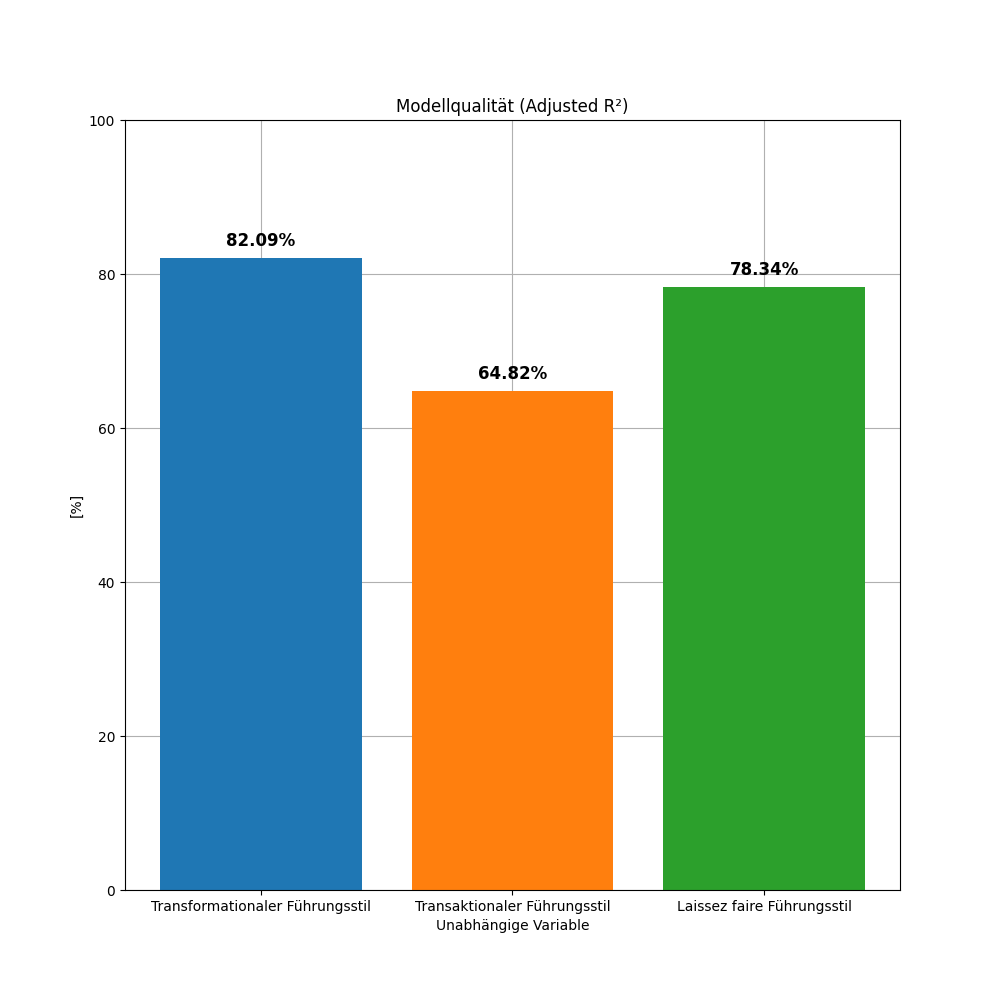 Modellqualität (Adjusted R²)
100
80
60
40
20
0
[%]
82.09%
64.82%
78.34%
Transformationaler Führungsstil
Transaktionaler Führungsstil
Laissez faire Führungsstil
Unabhängige Variable